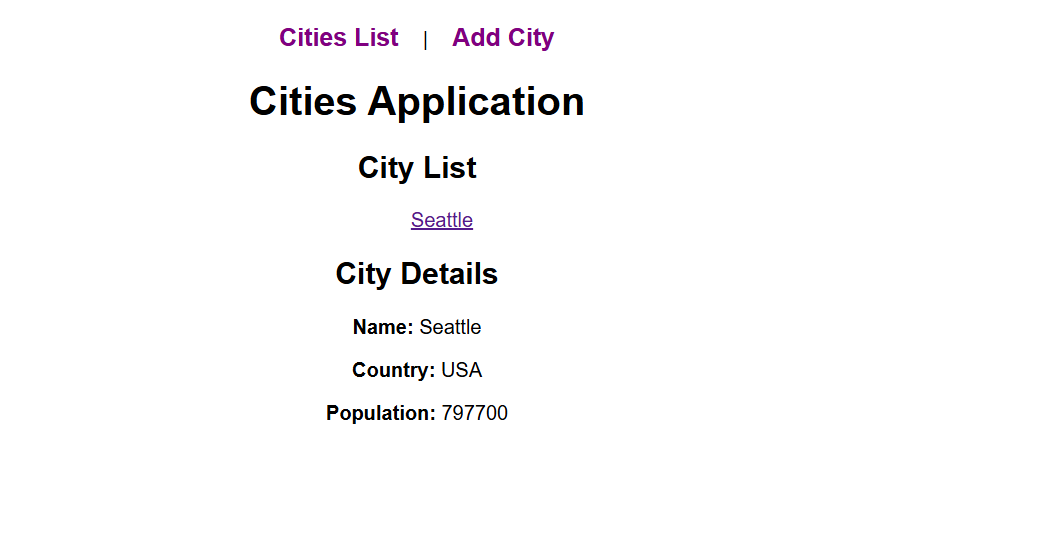 Cities List | Add City
Cities Application
City List
Seattle
City Details
Name: Seattle
Country: USA
Population: 797700